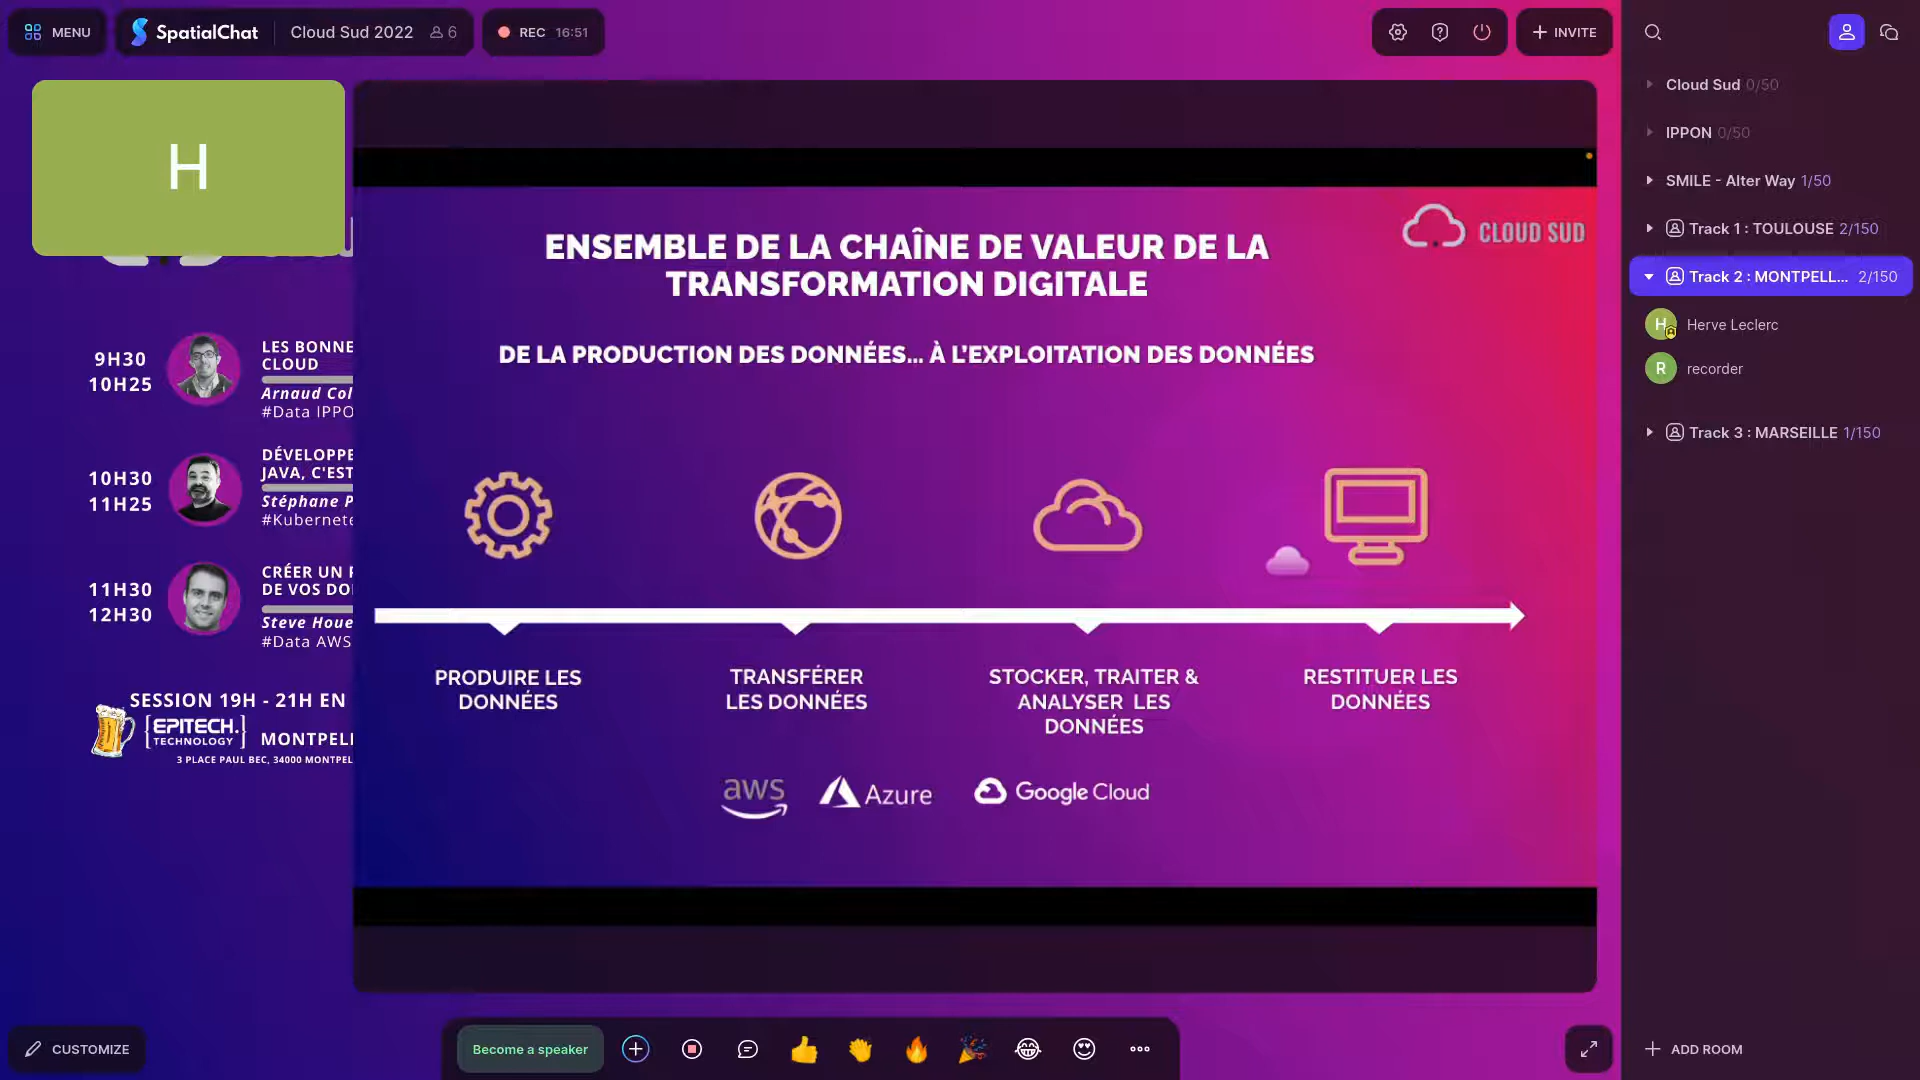 MENU
SpatialChat
Cloud Sud 2022
6
REC 16:51
INVITE
H
9H30
10H25
LES BONNE
CLOUD
Arnaud Col
#Data IPPO
10H30
11H25
DÉVELOPPE
JAVA, C'EST
Stéphane P
#Kubernete
11H30
12H30
CRÉER UN
DE VOS DO
Steve Houe
#Data AWS
SESSION 19H - 21H EN
[EPITECH.]
TECHNOLOGY
MONTPEL
3 PLACE PAUL BEC, 34000 MONTPEL
CLOUD SUD
ENSEMBLE DE LA CHAÎNE DE VALEUR DE LA
TRANSFORMATION DIGITALE
DE LA PRODUCTION DES DONNÉES... À L'EXPLOITATION DES DONNÉES
PRODUIRE LES
DONNÉES
TRANSFÉRER
LES DONNÉES
STOCKER, TRAITER &
ANALYSER LES
DONNÉES
RESTITUER LES
DONNÉES
aws
Azure
Google Cloud
Cloud Sud 0/50
IPPON 0/50
SMILE - Alter Way 1/50
Track 1 : TOULOUSE 2/150
Track 2 : MONTPELL... 2/150
H Herve Leclerc
R recorder
Track 3 : MARSEILLE 1/150
CUSTOMIZE
Become a speaker
ADD ROOM